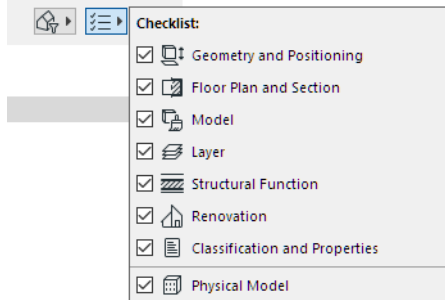 Checklist:
Geometry and Positioning
Floor Plan and Section
Model
Layer
Structural Function
Renovation
Classification and Properties
Physical Model